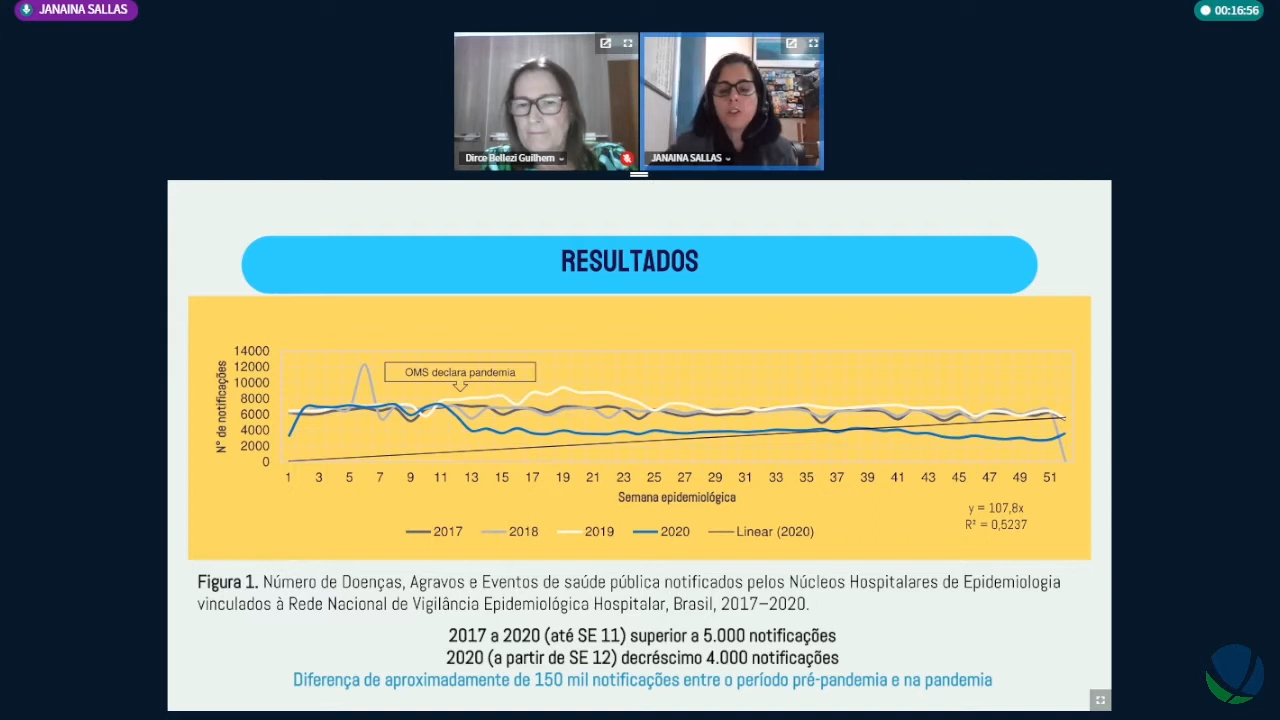 JANAINA SALLAS
00:16:56
Dirce Bellezi Guilhem
JANAINA SALLAS
RESULTADOS
14000
12000
10000
8000
6000
4000
2000
0
N° de notificações
OMS declara pandemia
1 3 5 7 9 11 13 15 17 19 21 23 25 27 29 31 33 35 37 39 41 43 45 47 49 51
Semana epidemiológica
y = 107,8x
R² = 0,5237
2017 2018 2019 2020 Linear (2020)
Figura 1. Número de Doenças, Agravos e Eventos de saúde pública notificados pelos Núcleos Hospitalares de Epidemiologia
vinculados à Rede Nacional de Vigilância Epidemiológica Hospitalar, Brasil, 2017–2020.
2017 a 2020 (até SE 11) superior a 5.000 notificações
2020 (a partir de SE 12) decréscimo 4.000 notificações
Diferença de aproximadamente de 150 mil notificações entre o período pré-pandemia e na pandemia